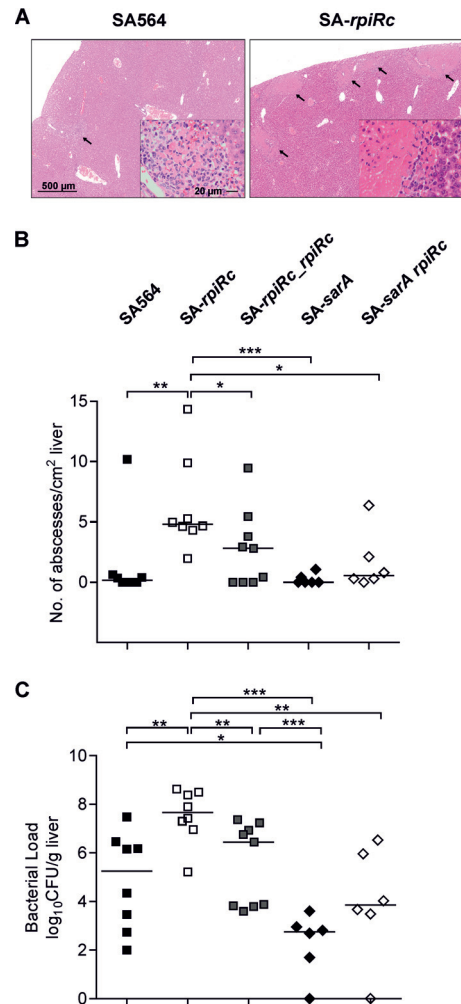 A
SA564
SA-rpiRc
500 µm
20 µm
B
SA564
SA-rpiRc
SA-rpiRc_rpiRc
SA-sarA
SA-sarA rpiRc
***
*
**
*
15
10
5
0
No. of abscesses/cm² liver
C
***
**
**
**
***
*
10
8
6
4
2
0
Bacterial Load
log₁₀CFU/g liver